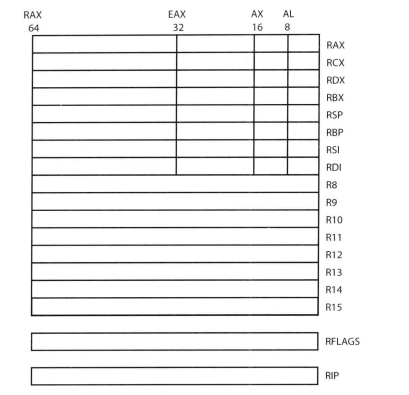 RAX EAX AX AL
64 32 16 8
RAX
RCX
RDX
RBX
RSP
RBP
RSI
RDI
R8
R9
R10
R11
R12
R13
R14
R15
RFLAGS
RIP